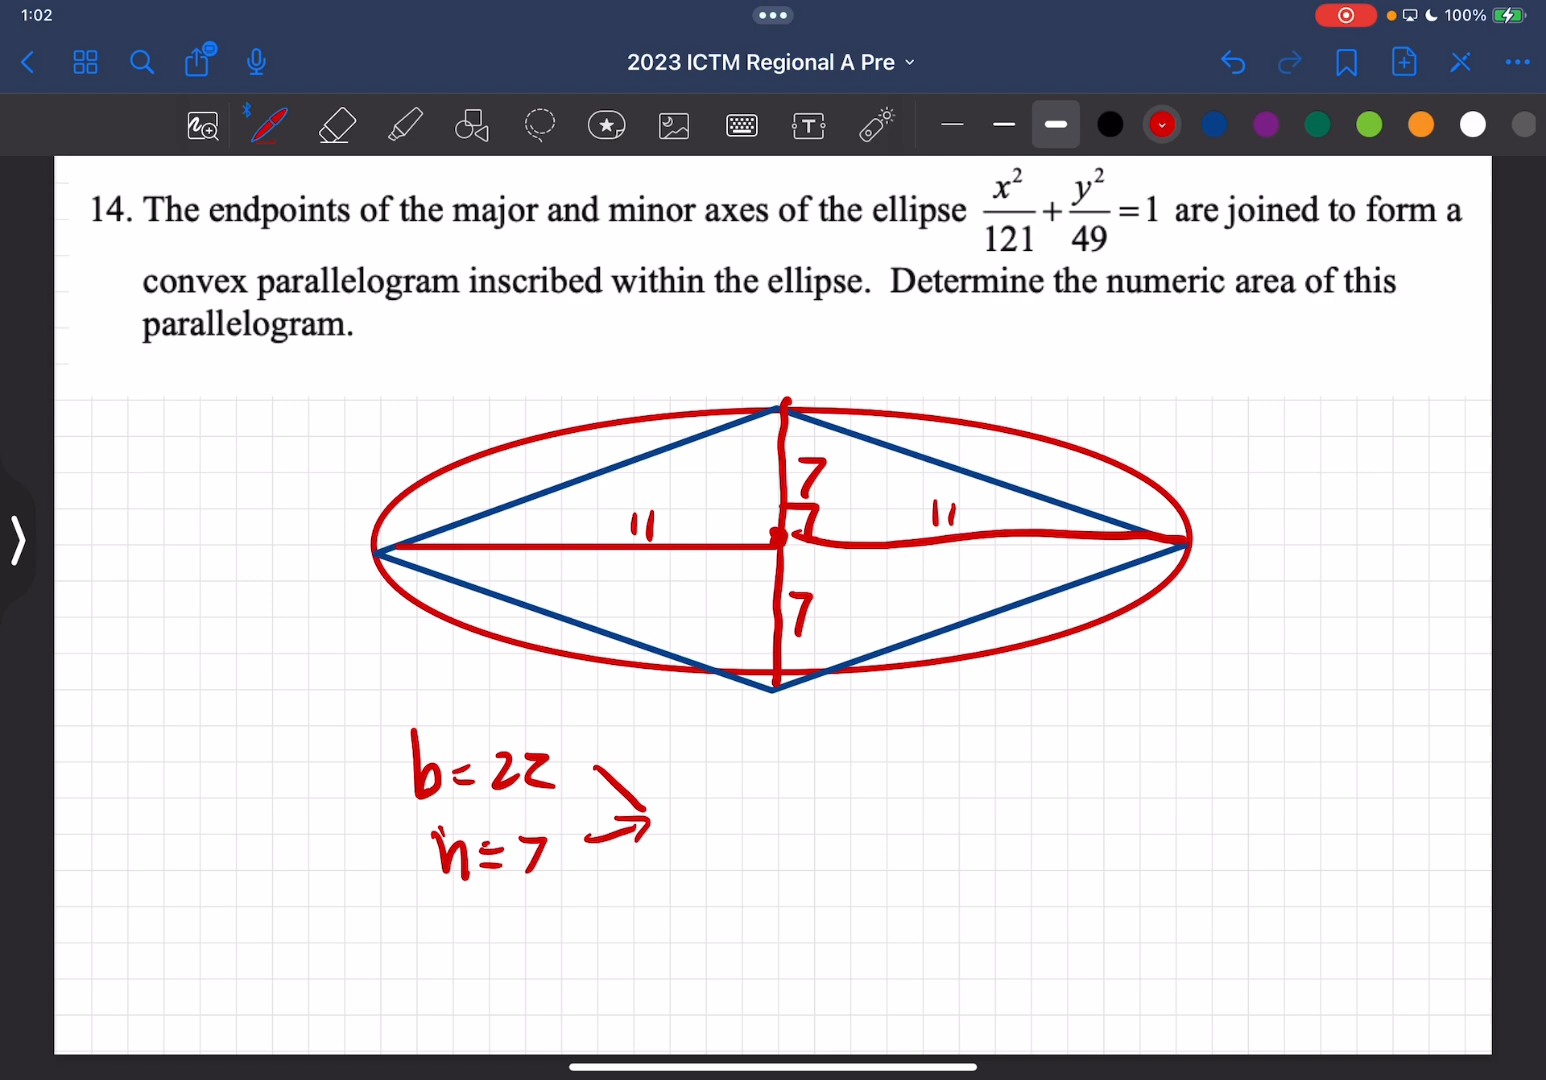 1:02
100%
2023 ICTM Regional A Pre
T
14. The endpoints of the major and minor axes of the ellipse x²/121 + y²/49 = 1 are joined to form a
convex parallelogram inscribed within the ellipse. Determine the numeric area of this
parallelogram.
7
11
11
7
b = 22
h = 7